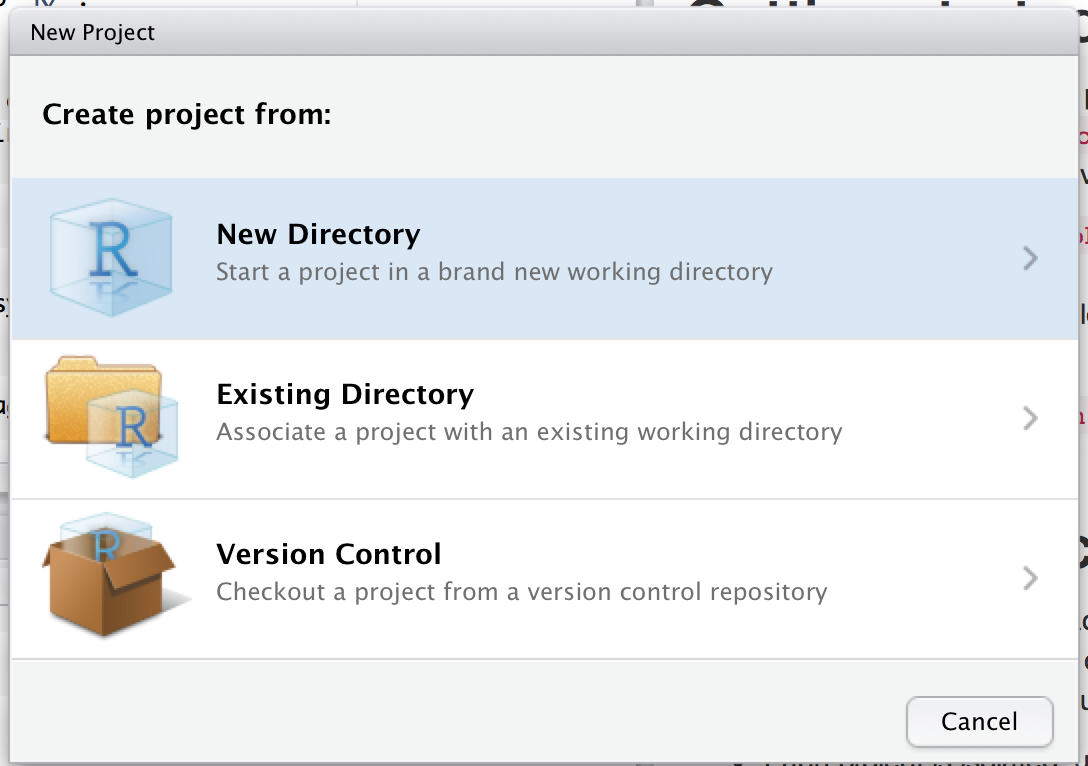 New Project
Create project from:
R
New Directory
Start a project in a brand new working directory
R
Existing Directory
Associate a project with an existing working directory
R
Version Control
Checkout a project from a version control repository
Cancel